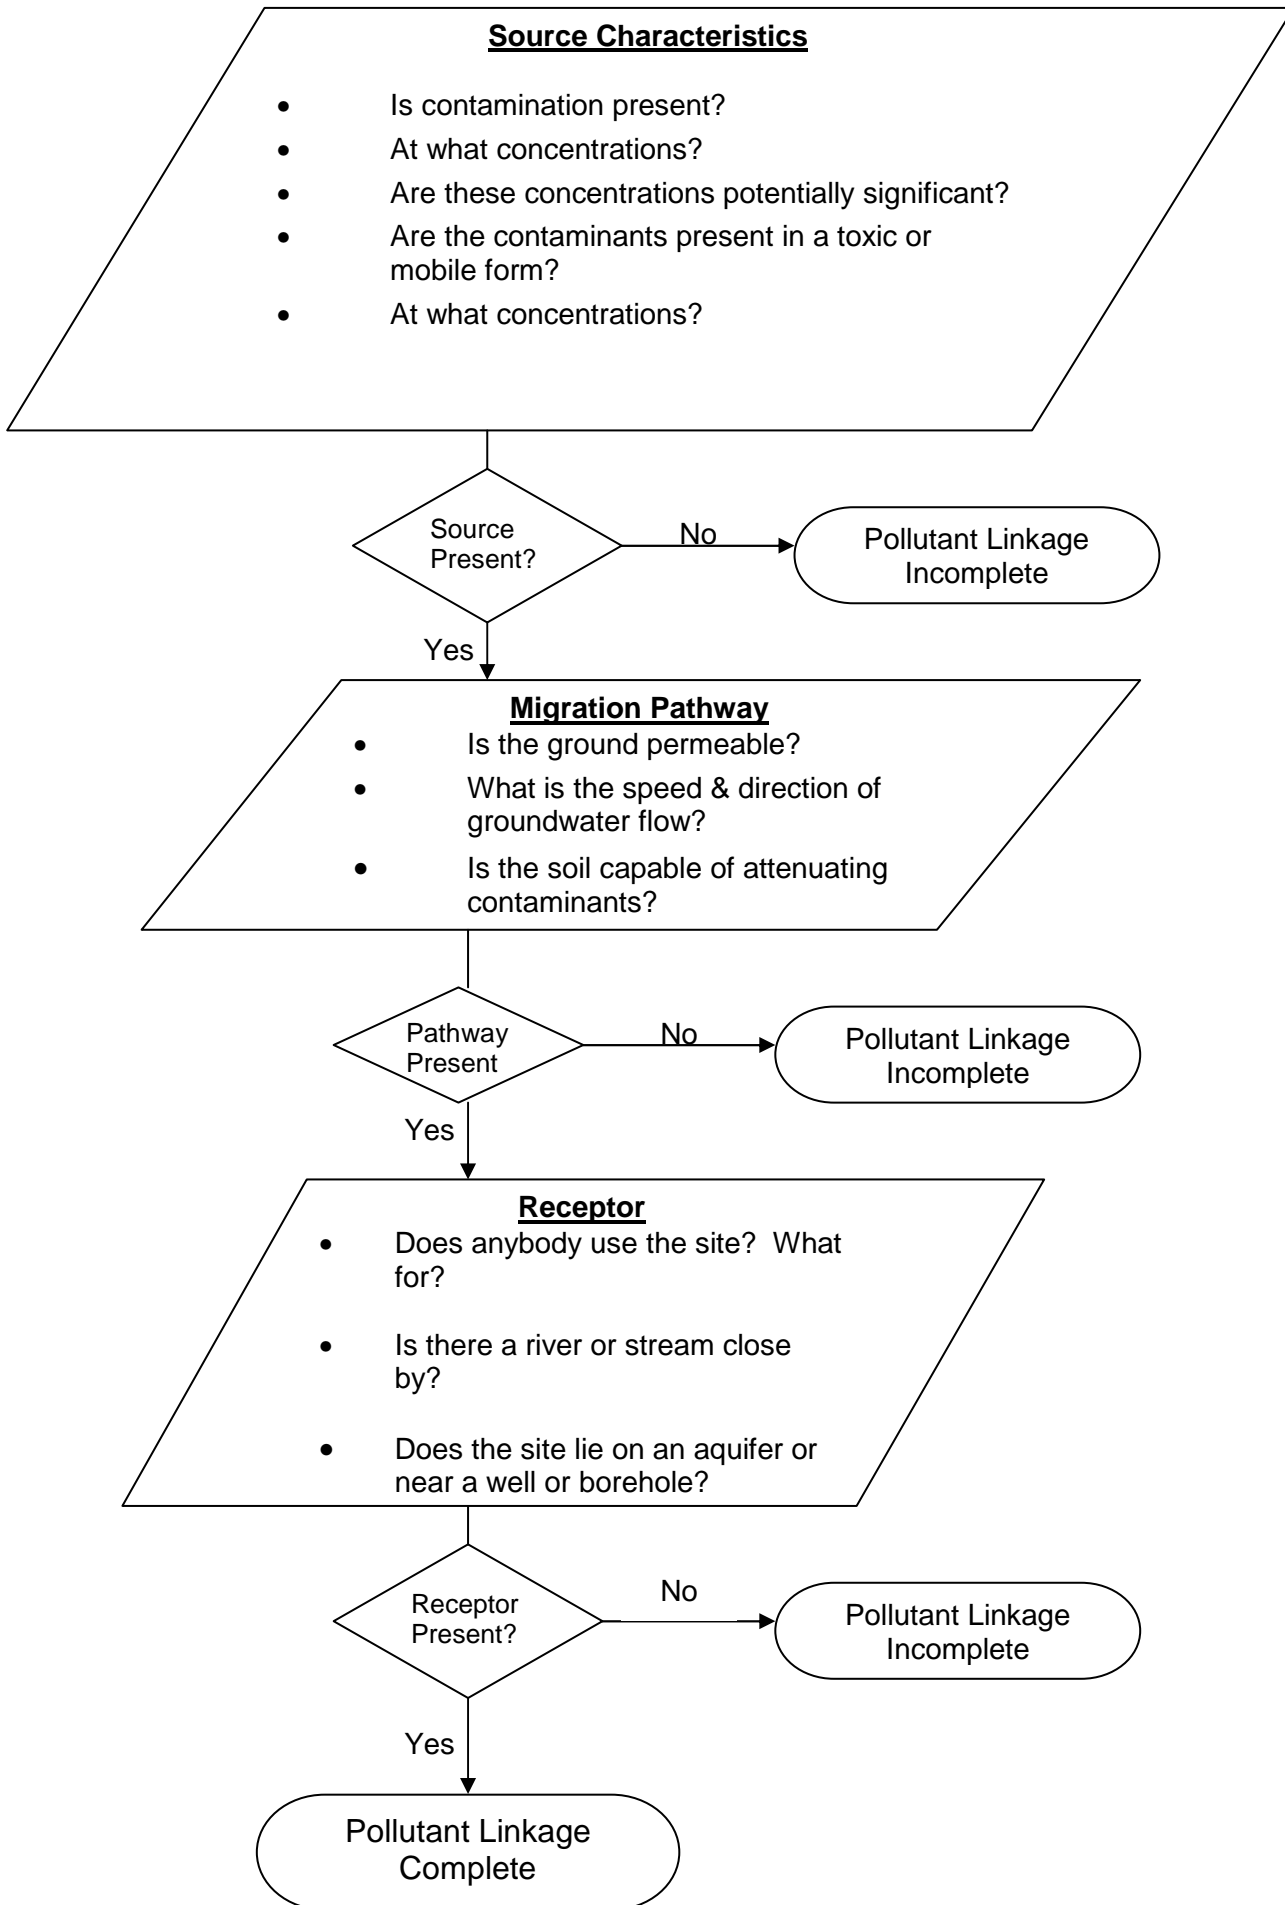 Source Characteristics
• Is contamination present?
• At what concentrations?
• Are these concentrations potentially significant?
• Are the contaminants present in a toxic or
mobile form?
• At what concentrations?
Source
Present?
No
Pollutant Linkage
Incomplete
Yes
Migration Pathway
• Is the ground permeable?
• What is the speed & direction of
groundwater flow?
• Is the soil capable of attenuating
contaminants?
Pathway
Present
No
Pollutant Linkage
Incomplete
Yes
Receptor
• Does anybody use the site? What
for?
• Is there a river or stream close
by?
• Does the site lie on an aquifer or
near a well or borehole?
Receptor
Present?
No
Pollutant Linkage
Incomplete
Yes
Pollutant Linkage
Complete